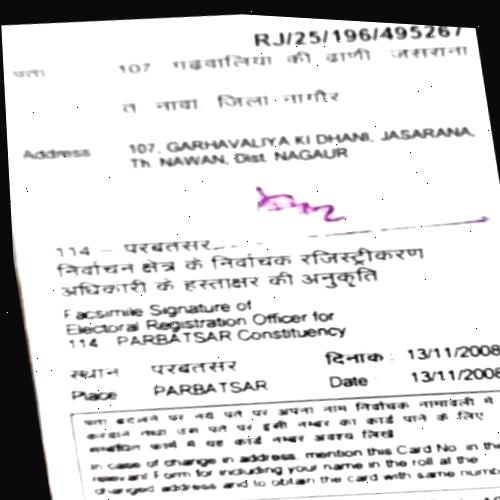 RJ/25/196/495267
पता 107 गढवालिया की ढाणी जसराना
त नावा जिला नागौर
Address 107, GARHAVALIYA KI DHANI, JASARANA,
Th NAWAN, Dist NAGAUR
114 - परबतसर
निर्वाचन क्षेत्र के निर्वाचक रजिस्ट्रीकरण
अधिकारी के हस्ताक्षर की अनुकृति
Facsimile Signature of
Electoral Registration Officer for
114 PARBATSAR Constituency
स्थान परबतसर दिनाक : 13/11/2008
Place PARBATSAR Date : 13/11/2008
पता बदलने पर नये पते पर अपना नाम निर्वाचक नामावली में
करवाने तथा उस पते पर इसी नम्बर का कार्ड पाने के लिए
सम्बन्धित फार्म में यह कार्ड नम्बर अवश्य लिखें
in case of change in address, mention this Card No. in the
relevant Form for including your name in the roll at the
changed address and to obtain the card with same number